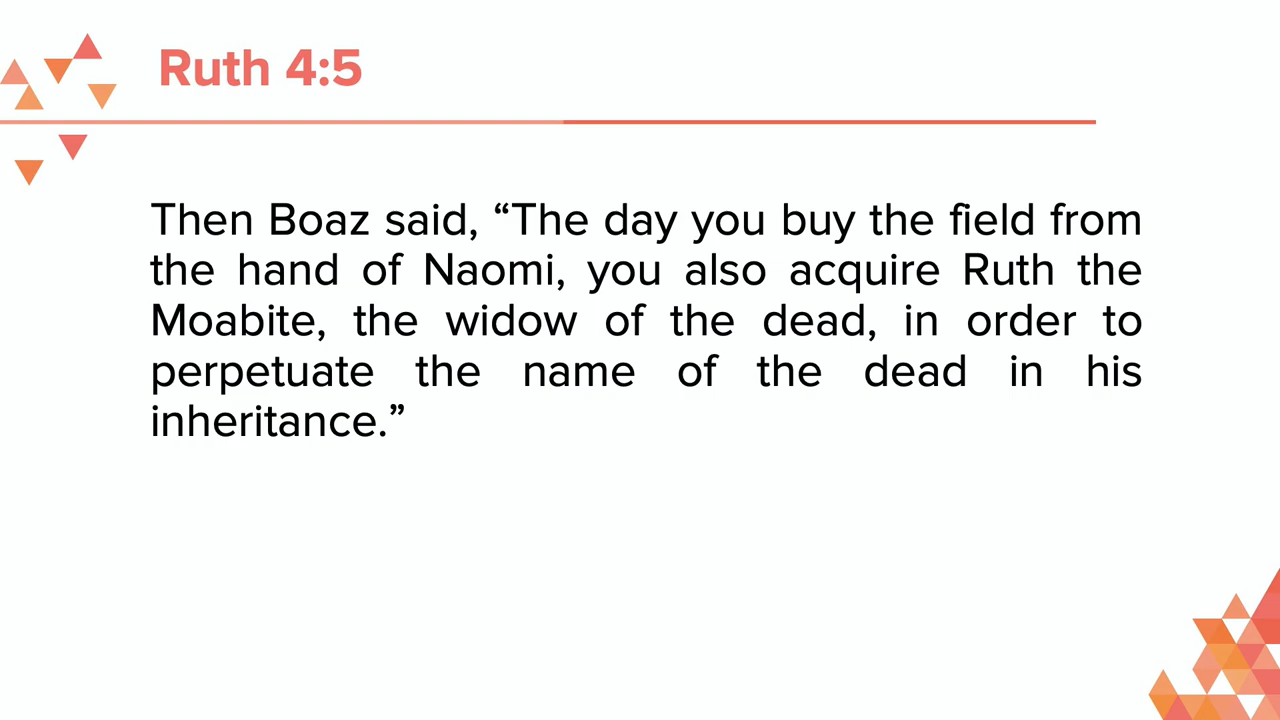 Ruth 4:5
Then Boaz said, “The day you buy the field from
the hand of Naomi, you also acquire Ruth the
Moabite, the widow of the dead, in order to
perpetuate the name of the dead in his
inheritance.”